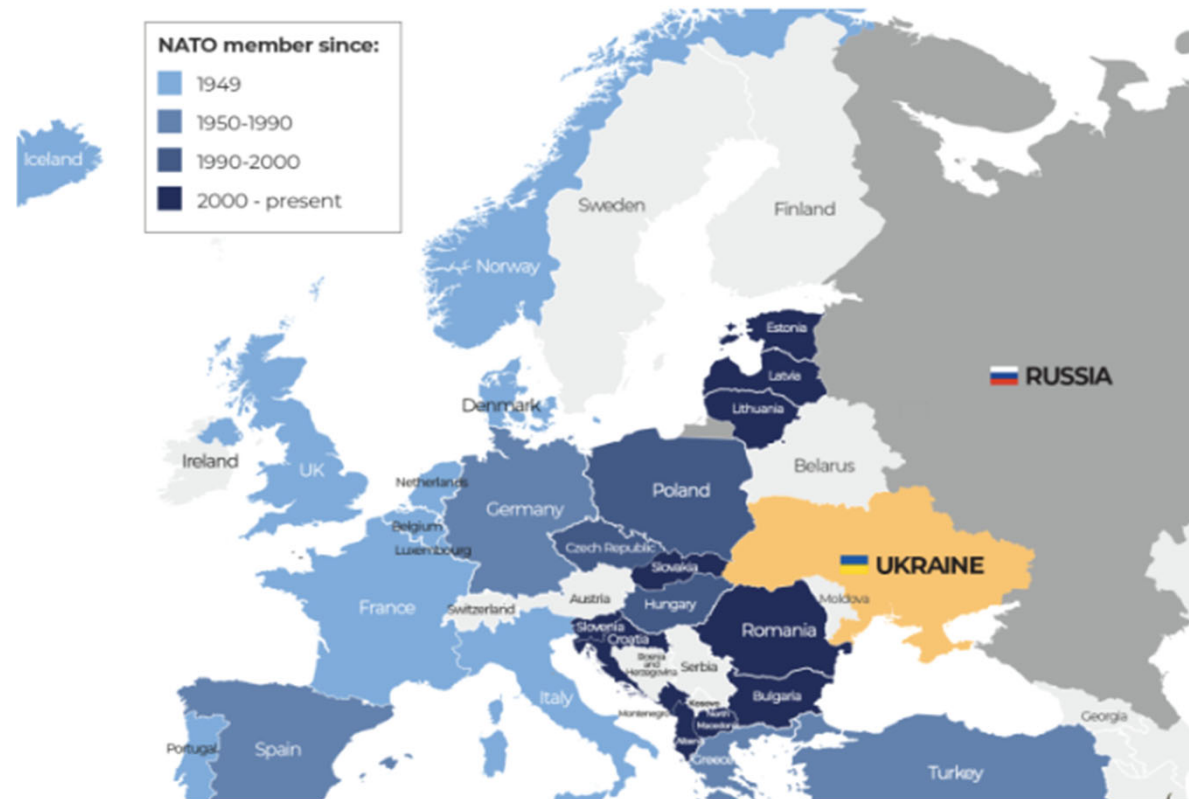 NATO member since:
1949
1950-1990
1990-2000
2000 - present
Iceland
Sweden
Finland
Norway
Estonia
RUSSIA
Latvia
Denmark
Lithuania
Ireland
UK
Belarus
Netherlands
Poland
Germany
Belgium
Luxembourg
Czech Republic
UKRAINE
Slovakia
Austria
Moldova
France
Switzerland
Hungary
Slovenia
Romania
Croatia
Bosnia
and
Herzegovina
Serbia
Italy
Bulgaria
Kosovo
Montenegro
North
Macedonia
Georgia
Albania
Portugal
Spain
Greece
Turkey